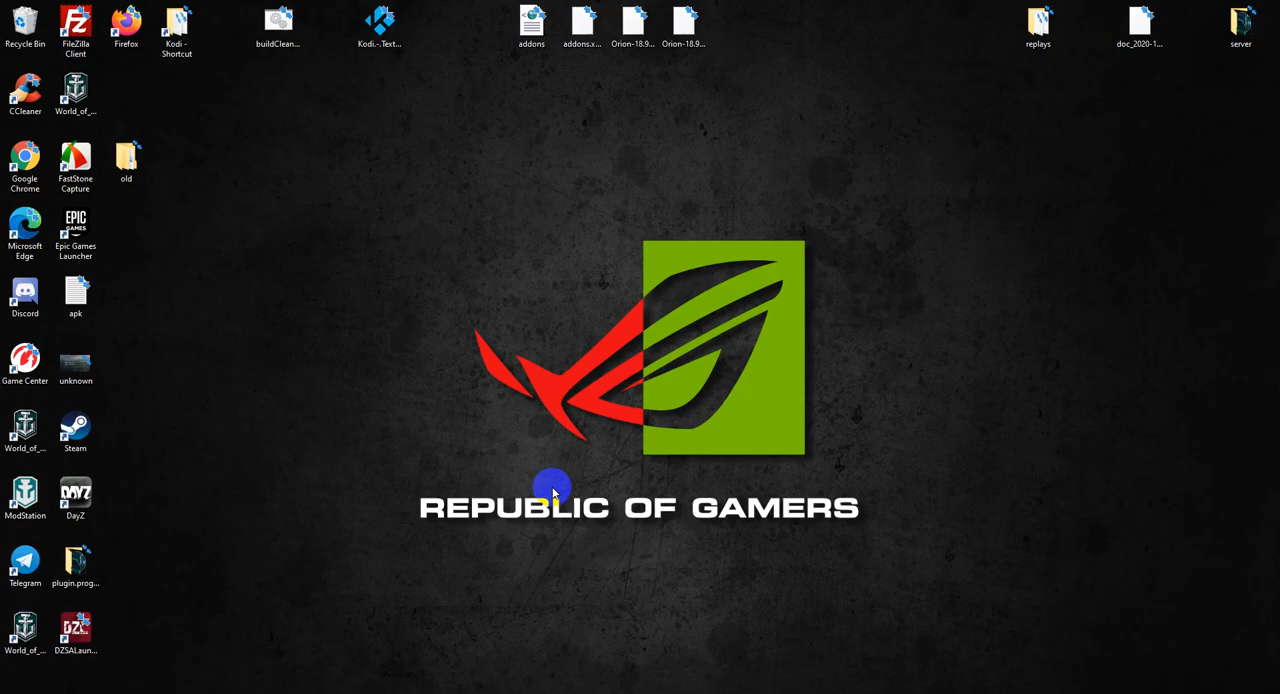 Recycle Bin
FileZilla
Client
Firefox
Kodi -
Shortcut
buildClean...
Kodi.-.Text...
addons
addons.x...
Orion-18.9...
Orion-18.9...
replays
doc_2020-1...
server
CCleaner
World_of_...
Google
Chrome
FastStone
Capture
old
Microsoft
Edge
EPIC
GAMES
Epic Games
Launcher
Discord
apk
Game Center
unknown
World_of_...
Steam
ModStation
DAYZ
DayZ
Telegram
plugin.prog...
World_of_...
DZSALaun...
REPUBLIC OF GAMERS